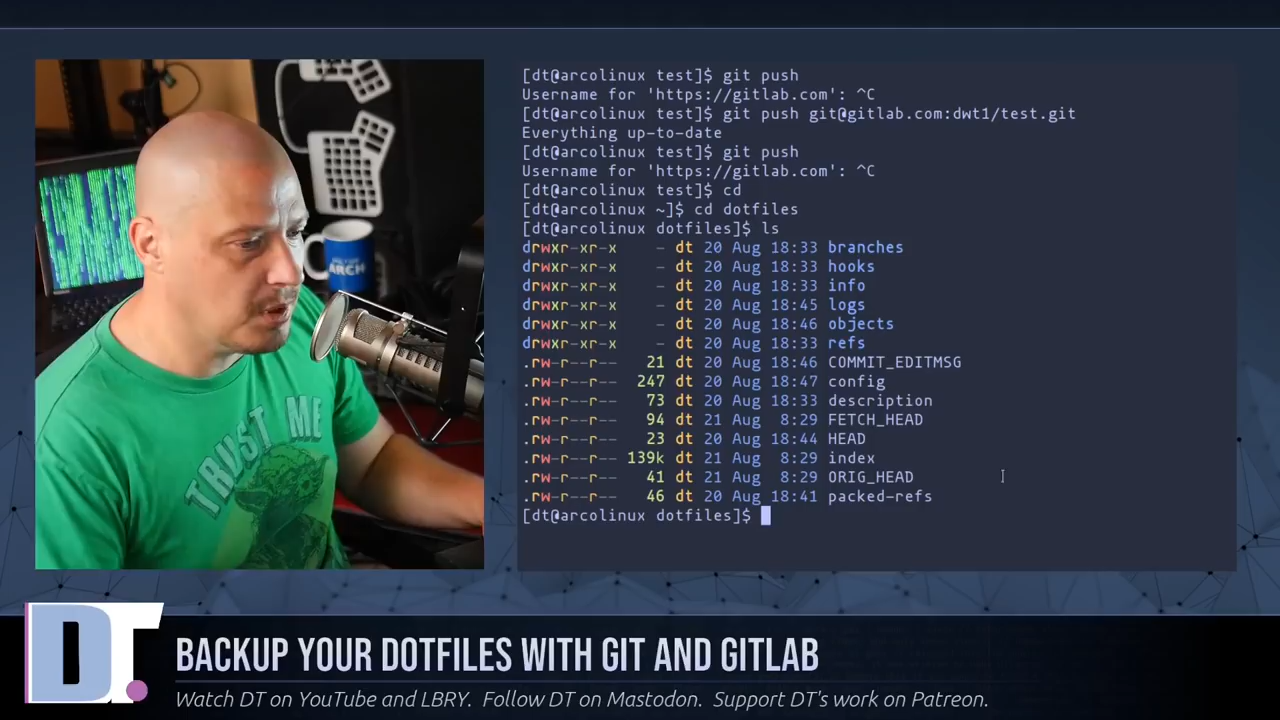 [dt@arcolinux test]$ git push
Username for 'https://gitlab.com': ^C
[dt@arcolinux test]$ git push git@gitlab.com:dwt1/test.git
Everything up-to-date
[dt@arcolinux test]$ git push
Username for 'https://gitlab.com': ^C
[dt@arcolinux test]$ cd
[dt@arcolinux ~]$ cd dotfiles
[dt@arcolinux dotfiles]$ ls
drwxr-xr-x - dt 20 Aug 18:33 branches
drwxr-xr-x - dt 20 Aug 18:33 hooks
drwxr-xr-x - dt 20 Aug 18:33 info
drwxr-xr-x - dt 20 Aug 18:45 logs
drwxr-xr-x - dt 20 Aug 18:46 objects
drwxr-xr-x - dt 20 Aug 18:33 refs
.rw-r--r-- 21 dt 20 Aug 18:46 COMMIT_EDITMSG
.rw-r--r-- 247 dt 20 Aug 18:47 config
.rw-r--r-- 73 dt 20 Aug 18:33 description
.rw-r--r-- 94 dt 21 Aug 8:29 FETCH_HEAD
.rw-r--r-- 23 dt 20 Aug 18:44 HEAD
.rw-r--r-- 139k dt 21 Aug 8:29 index
.rw-r--r-- 41 dt 21 Aug 8:29 ORIG_HEAD
.rw-r--r-- 46 dt 20 Aug 18:41 packed-refs
[dt@arcolinux dotfiles]$
ARCH
TRUST ME
DT.
BACKUP YOUR DOTFILES WITH GIT AND GITLAB
Watch DT on YouTube and LBRY. Follow DT on Mastodon. Support DT's work on Patreon.